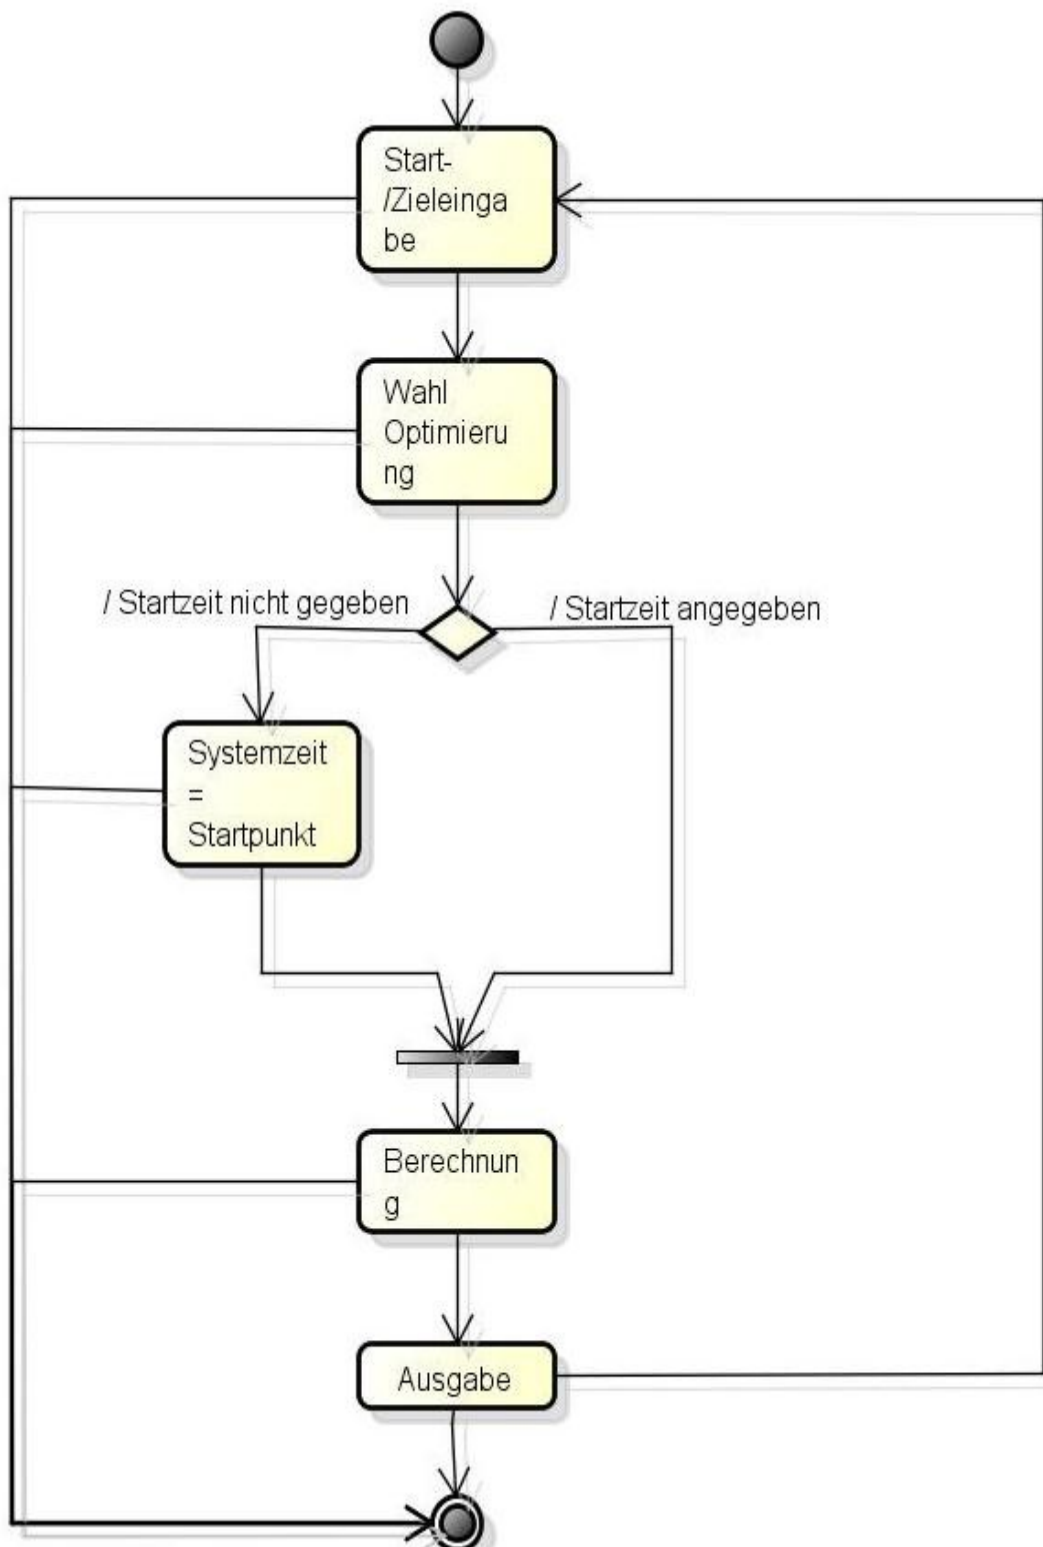 Start-
/Zieleinga
be
Wahl
Optimieru
ng
/ Startzeit nicht gegeben
/ Startzeit angegeben
Systemzeit
=
Startpunkt
Berechnun
g
Ausgabe